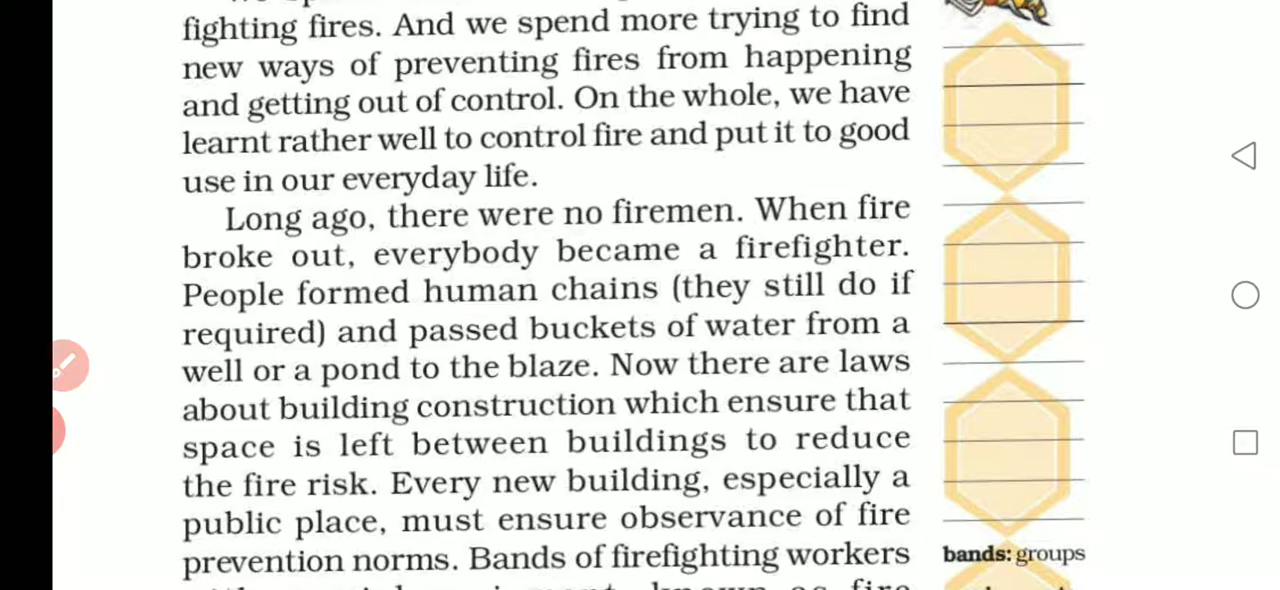 fighting fires. And we spend more trying to find
new ways of preventing fires from happening
and getting out of control. On the whole, we have
learnt rather well to control fire and put it to good
use in our everyday life.
Long ago, there were no firemen. When fire
broke out, everybody became a firefighter.
People formed human chains (they still do if
required) and passed buckets of water from a
well or a pond to the blaze. Now there are laws
about building construction which ensure that
space is left between buildings to reduce
the fire risk. Every new building, especially a
public place, must ensure observance of fire
prevention norms. Bands of firefighting workers
bands: groups